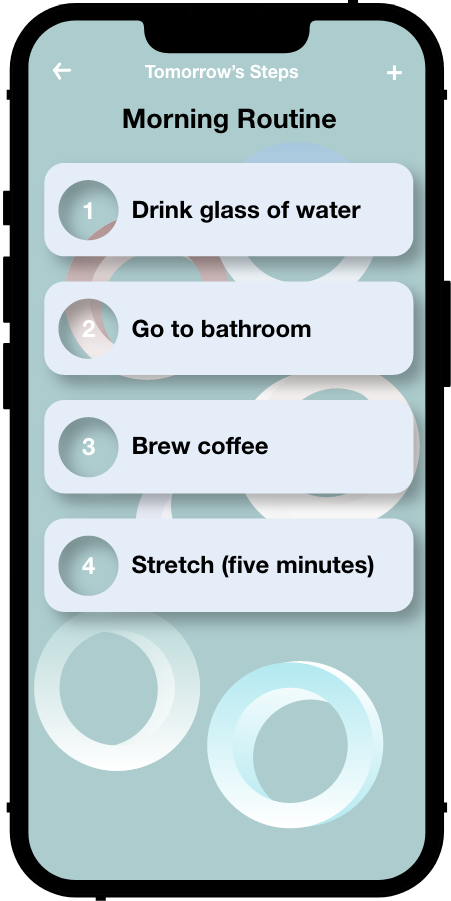 Tomorrow’s Steps
Morning Routine
1 Drink glass of water
2 Go to bathroom
3 Brew coffee
4 Stretch (five minutes)